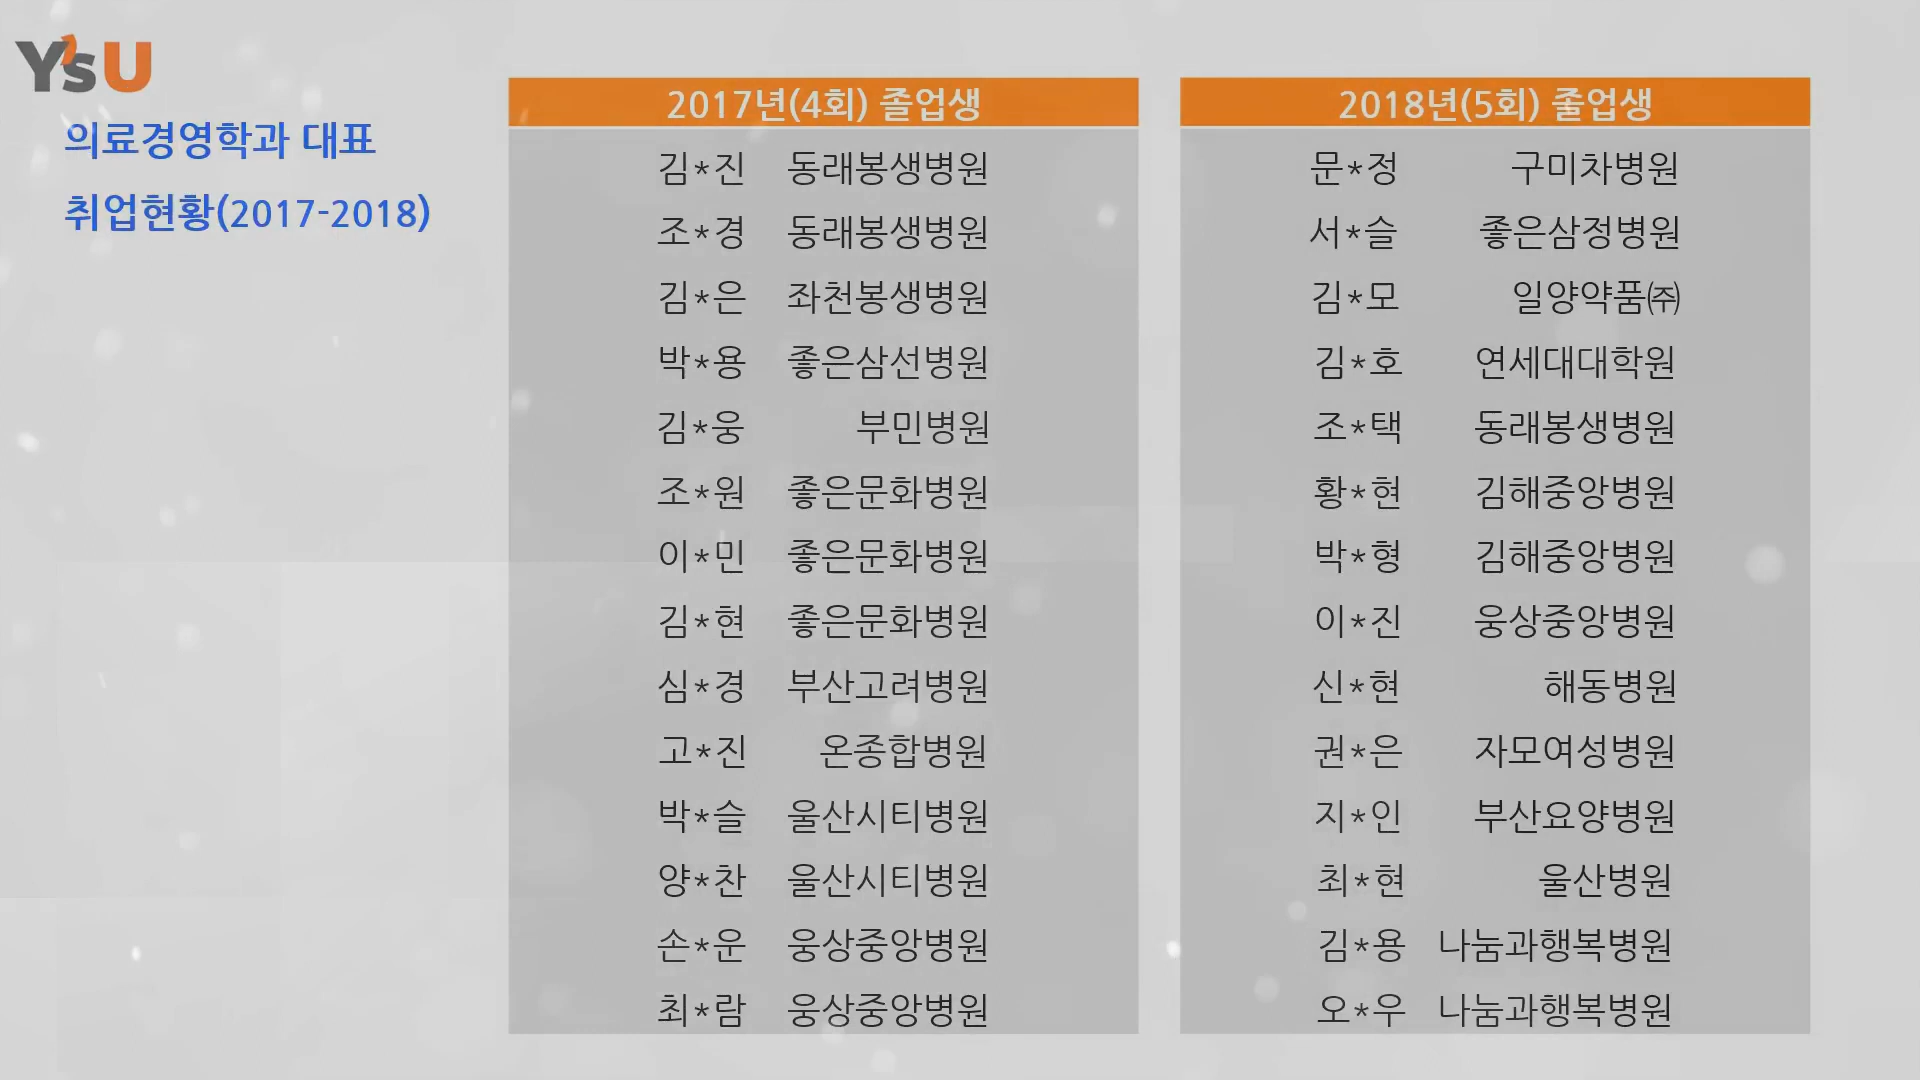 Y'sU
의료경영학과 대표
취업현황(2017-2018)
2017년(4회) 졸업생
김*진 동래봉생병원
조*경 동래봉생병원
김*은 좌천봉생병원
박*용 좋은삼선병원
김*웅 부민병원
조*원 좋은문화병원
이*민 좋은문화병원
김*현 좋은문화병원
심*경 부산고려병원
고*진 온종합병원
박*슬 울산시티병원
양*찬 울산시티병원
손*운 웅상중앙병원
최*람 웅상중앙병원
2018년(5회) 졸업생
문*정 구미차병원
서*슬 좋은삼정병원
김*모 일양약품㈜
김*호 연세대대학원
조*택 동래봉생병원
황*현 김해중앙병원
박*형 김해중앙병원
이*진 웅상중앙병원
신*현 해동병원
권*은 자모여성병원
지*인 부산요양병원
최*현 울산병원
김*용 나눔과행복병원
오*우 나눔과행복병원